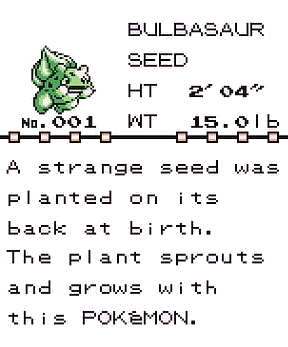 BULBASAUR
SEED
HT 2′04″
No.001 WT 15.0lb
A strange seed was
planted on its
back at birth.
The plant sprouts
and grows with
this POKéMON.